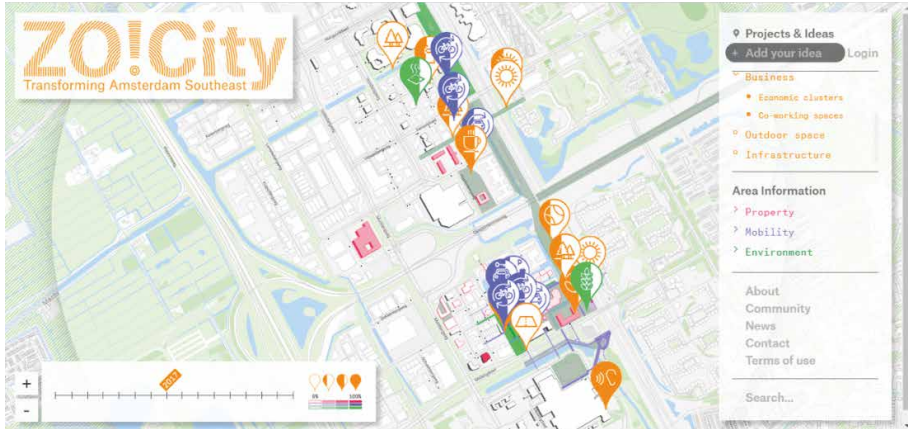 ZO!City
Transforming Amsterdam Southeast
Projects & Ideas
+ Add your idea
Login
Business
Economic clusters
Co-working spaces
Outdoor space
Infrastructure
Area Information
> Property
> Mobility
> Environment
About
Community
News
Contact
Terms of use
Search...
+
-
2017
0%
100%